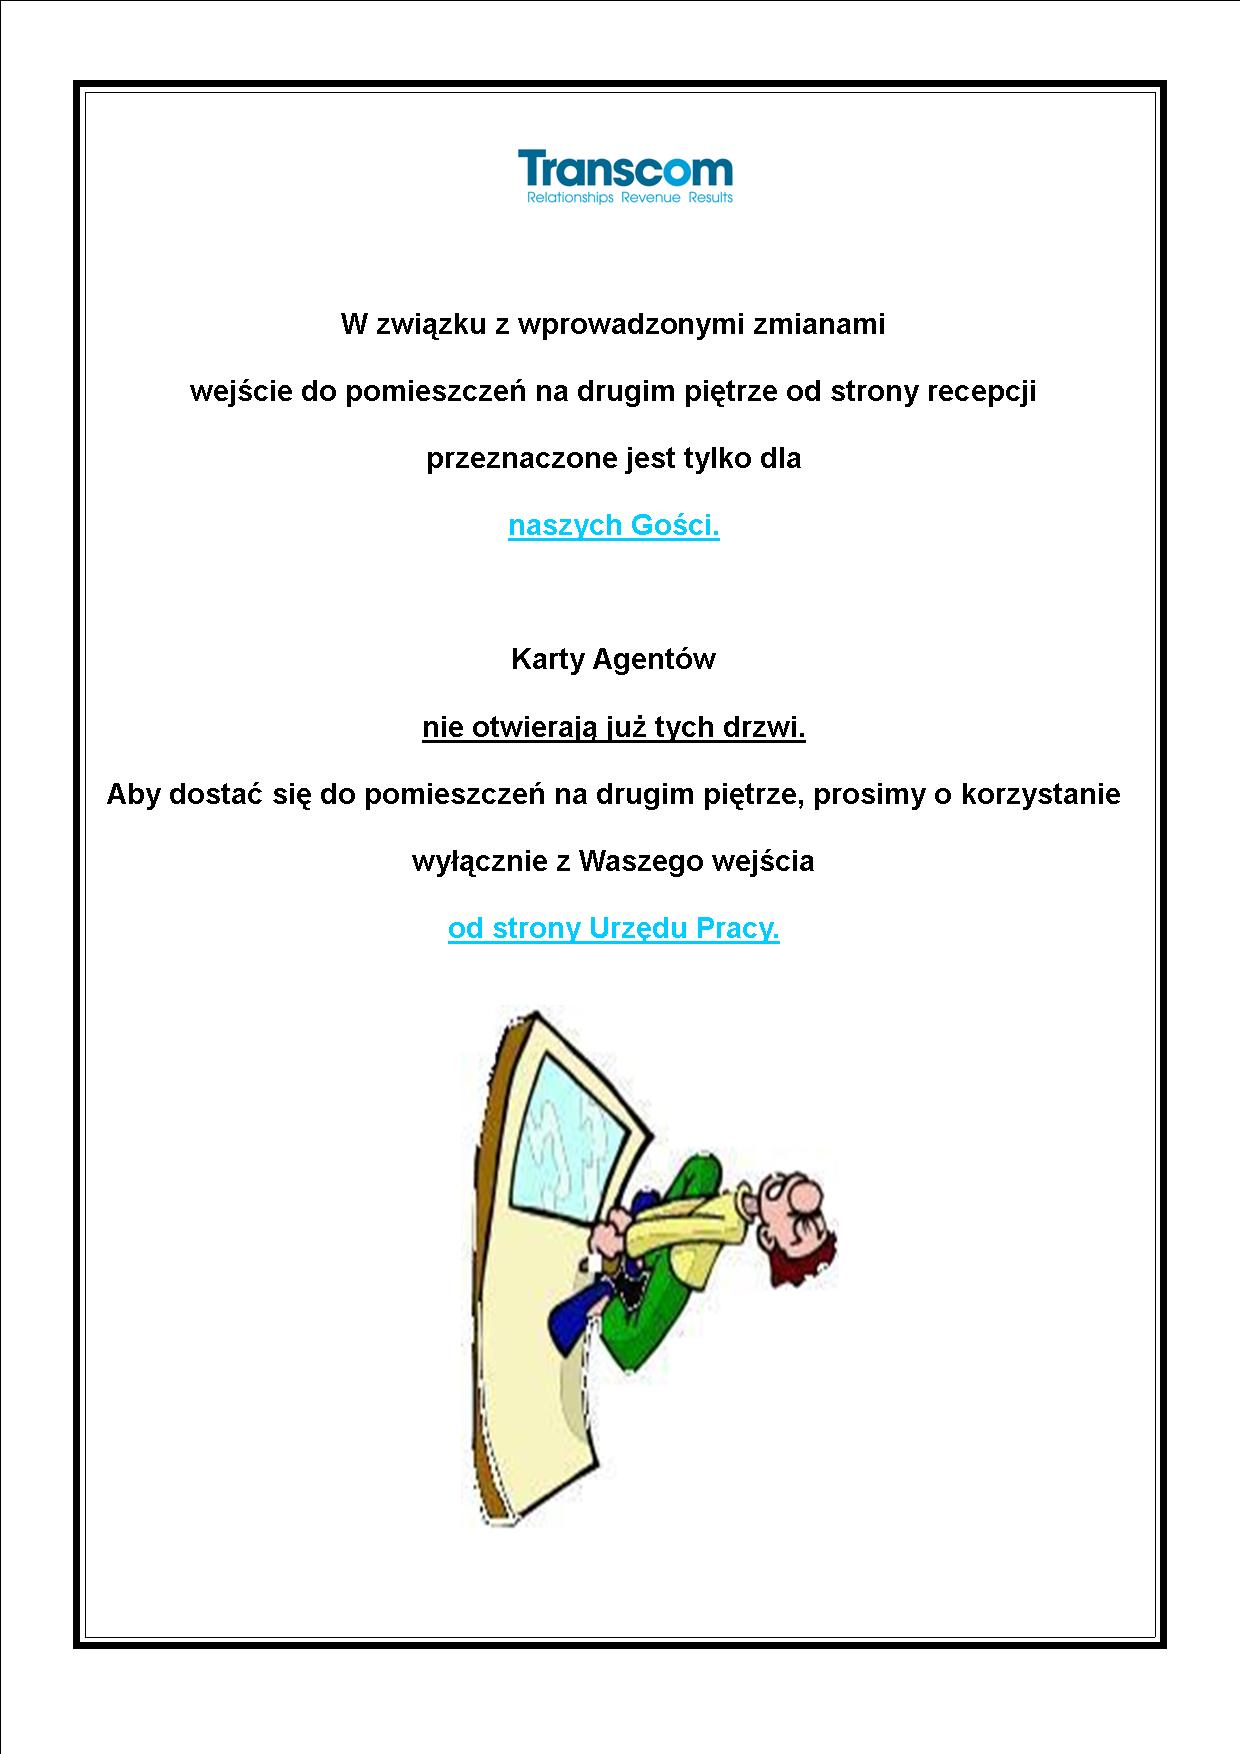 Transcom
Relationships Revenue Results
W związku z wprowadzonymi zmianami
wejście do pomieszczeń na drugim piętrze od strony recepcji
przeznaczone jest tylko dla
naszych Gości.
Karty Agentów
nie otwierają już tych drzwi.
Aby dostać się do pomieszczeń na drugim piętrze, prosimy o korzystanie
wyłącznie z Waszego wejścia
od strony Urzędu Pracy.